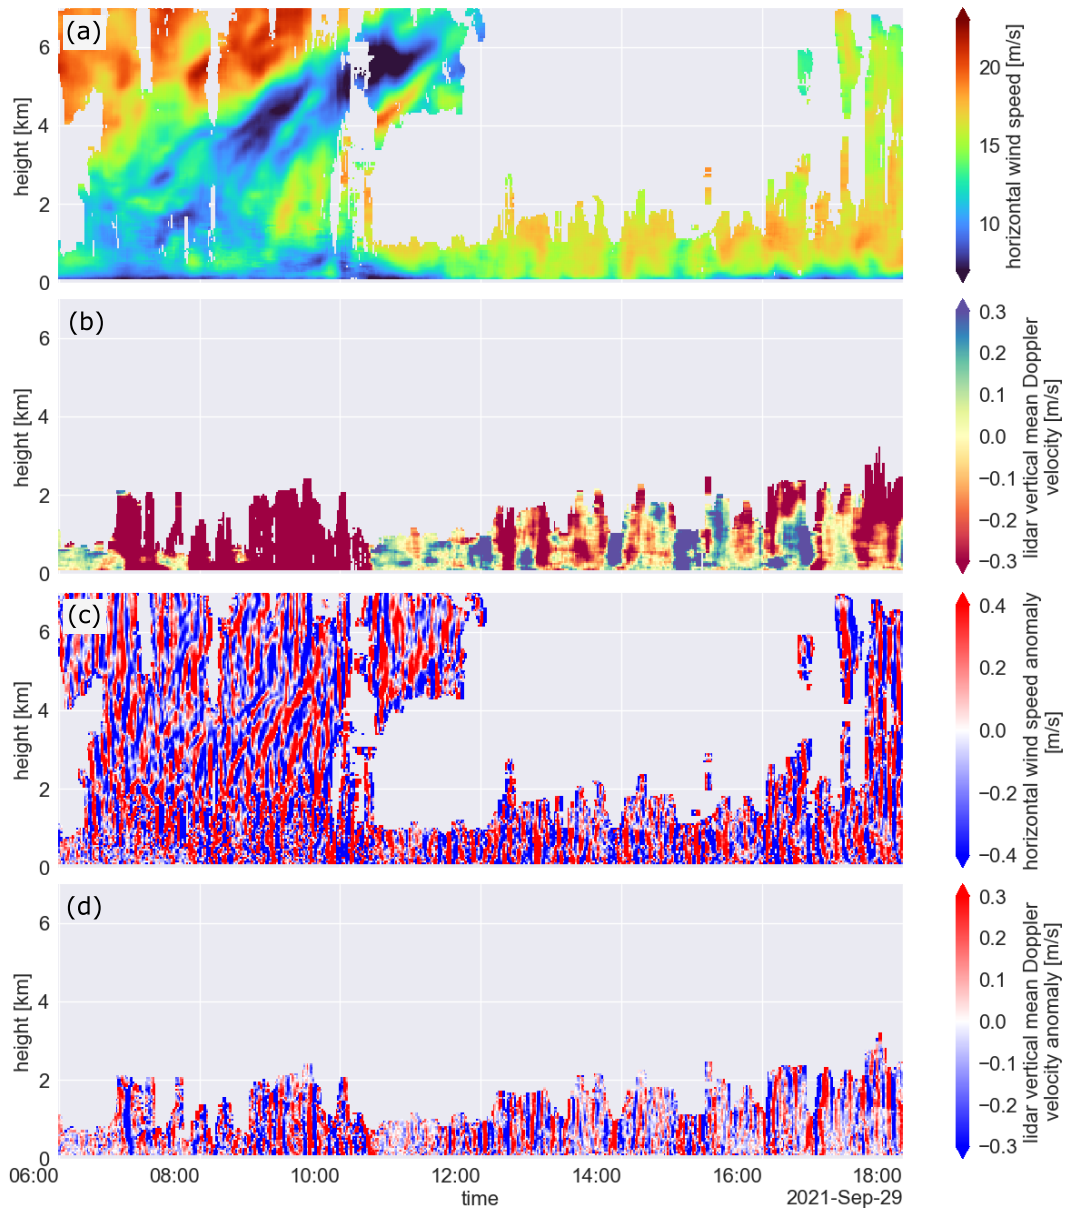 (a)
6
4
2
0
height [km]
20
15
10
horizontal wind speed [m/s]
(b)
6
4
2
0
height [km]
0.3
0.2
0.1
0.0
−0.1
−0.2
−0.3
lidar vertical mean Doppler
velocity [m/s]
(c)
6
4
2
0
height [km]
0.4
0.2
0.0
−0.2
−0.4
horizontal wind speed anomaly
[m/s]
(d)
6
4
2
0
height [km]
0.3
0.2
0.1
0.0
−0.1
−0.2
−0.3
lidar vertical mean Doppler
velocity anomaly [m/s]
06:00 08:00 10:00 12:00 14:00 16:00 18:00
time
2021-Sep-29